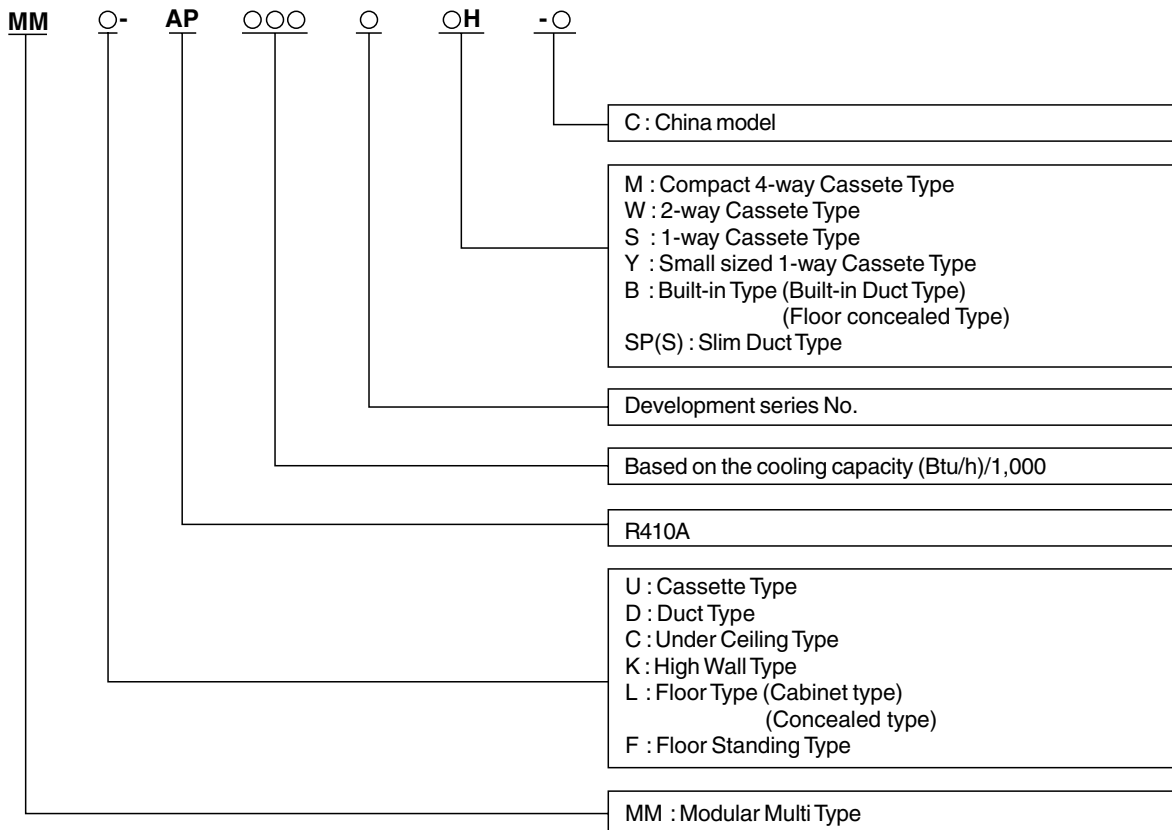 MM ○- AP ○○○ ○ ○H -○
C : China model
M : Compact 4-way Cassete Type
W : 2-way Cassete Type
S : 1-way Cassete Type
Y : Small sized 1-way Cassete Type
B : Built-in Type (Built-in Duct Type)
(Floor concealed Type)
SP(S) : Slim Duct Type
Development series No.
Based on the cooling capacity (Btu/h)/1,000
R410A
U : Cassette Type
D : Duct Type
C : Under Ceiling Type
K : High Wall Type
L : Floor Type (Cabinet type)
(Concealed type)
F : Floor Standing Type
MM : Modular Multi Type